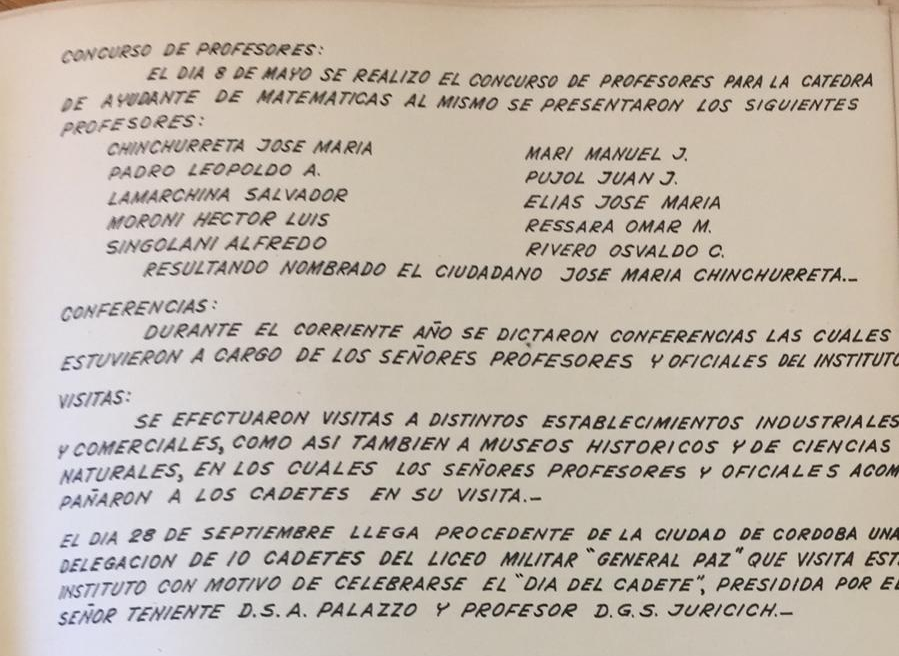 CONCURSO DE PROFESORES:
EL DIA 8 DE MAYO SE REALIZO EL CONCURSO DE PROFESORES PARA LA CATEDRA
DE AYUDANTE DE MATEMATICAS AL MISMO SE PRESENTARON LOS SIGUIENTES
PROFESORES:
CHINCHURRETA JOSE MARIA
PADRO LEOPOLDO A.
LAMARCHINA SALVADOR
MORONI HECTOR LUIS
SINGOLANI ALFREDO
MARI MANUEL J.
PUJOL JUAN J.
ELIAS JOSE MARIA
RESSARA OMAR M.
RIVERO OSVALDO C.
RESULTANDO NOMBRADO EL CIUDADANO JOSE MARIA CHINCHURRETA._
CONFERENCIAS:
DURANTE EL CORRIENTE AÑO SE DICTARON CONFERENCIAS LAS CUALES
ESTUVIERON A CARGO DE LOS SEÑORES PROFESORES Y OFICIALES DEL INSTITUTO
VISITAS:
SE EFECTUARON VISITAS A DISTINTOS ESTABLECIMIENTOS INDUSTRIALES
Y COMERCIALES, COMO ASI TAMBIEN A MUSEOS HISTORICOS Y DE CIENCIAS
NATURALES, EN LOS CUALES LOS SEÑORES PROFESORES Y OFICIALES ACOM
PAÑARON A LOS CADETES EN SU VISITA._
EL DIA 28 DE SEPTIEMBRE LLEGA PROCEDENTE DE LA CIUDAD DE CORDOBA UNA
DELEGACION DE 10 CADETES DEL LICEO MILITAR "GENERAL PAZ" QUE VISITA EST
INSTITUTO CON MOTIVO DE CELEBRARSE EL "DIA DEL CADETE", PRESIDIDA POR EL
SEÑOR TENIENTE D.S.A. PALAZZO Y PROFESOR D.G.S. JURICICH._